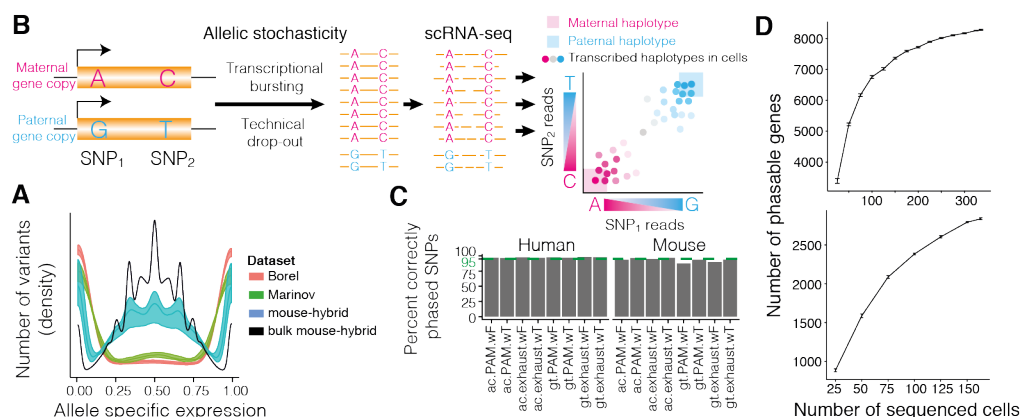 B
Allelic stochasticity
scRNA-seq
Maternal haplotype
Paternal haplotype
Transcribed haplotypes in cells
Maternal
gene copy
A
C
Paternal
gene copy
G
T
SNP1
SNP2
Transcriptional
bursting
Technical
drop-out
A C
A C
A C
A C
A C
A C
A C
G T
G T
A C
A C
A C
A C
A C
A C
A C
G T
G T
T
SNP2 reads
C
A
G
SNP1 reads
A
Number of variants
(density)
0.00
0.25
0.50
0.75
1.00
Allele specific expression
Dataset
Borel
Marinov
mouse-hybrid
bulk mouse-hybrid
C
Percent correctly
phased SNPs
Human
Mouse
100
95
75
50
25
0
ac.PAM.wF
ac.PAM.wT
ac.exhaust.wF
ac.exhaust.wT
gt.PAM.wF
gt.PAM.wT
gt.exhaust.wF
gt.exhaust.wT
ac.PAM.wF
ac.PAM.wT
ac.exhaust.wF
ac.exhaust.wT
gt.PAM.wF
gt.PAM.wT
gt.exhaust.wF
gt.exhaust.wT
D
Number of phasable genes
8000
7000
6000
5000
4000
100
200
300
2500
2000
1500
1000
25
50
75
100
125
150
Number of sequenced cells